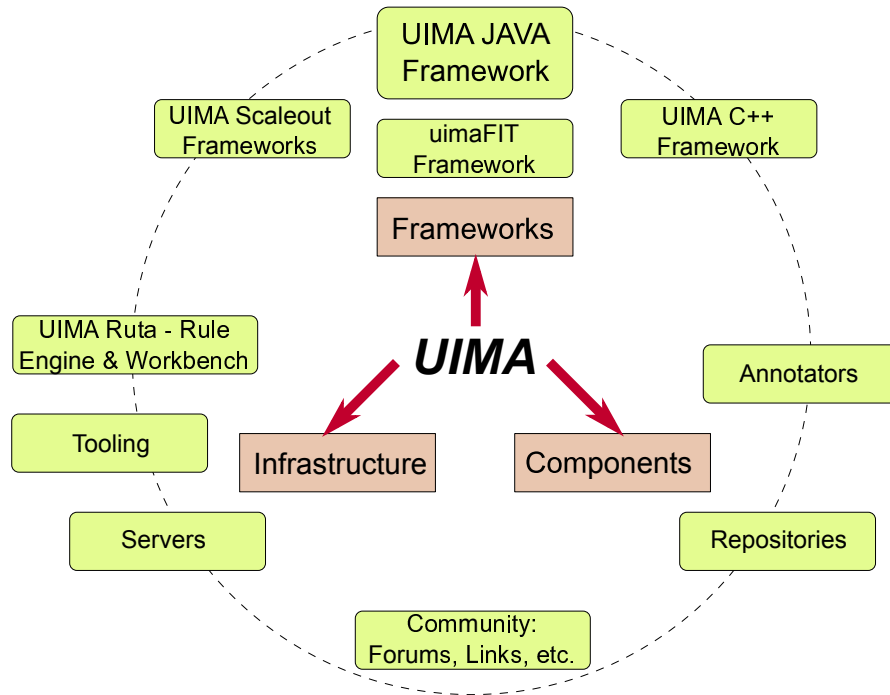 UIMA JAVA
Framework
UIMA Scaleout
Frameworks
uimaFIT
Framework
UIMA C++
Framework
Frameworks
UIMA Ruta - Rule
Engine & Workbench
UIMA
Annotators
Tooling
Infrastructure
Components
Servers
Repositories
Community:
Forums, Links, etc.